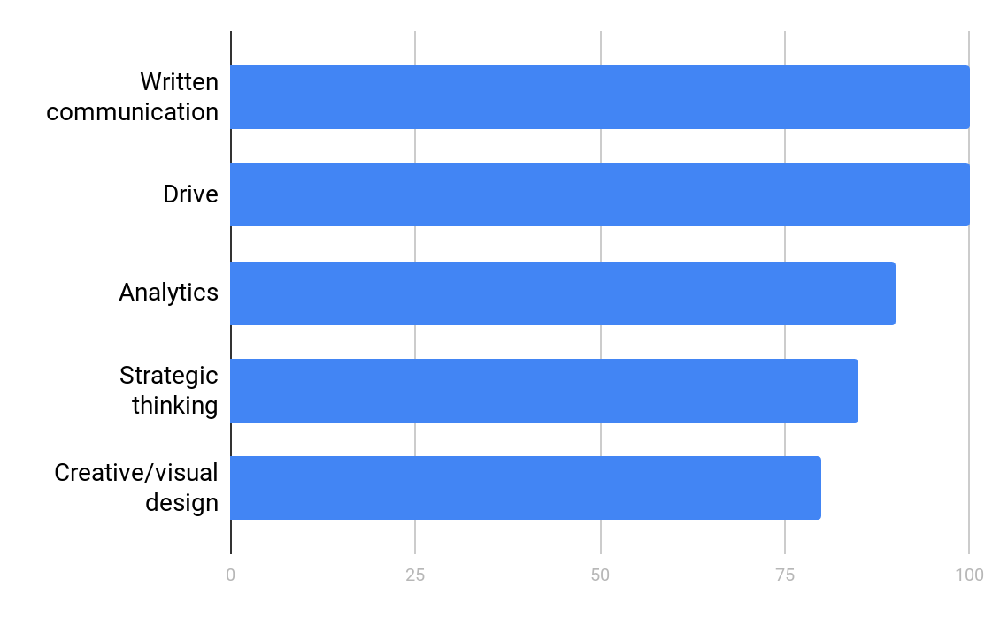 Written
communication
Drive
Analytics
Strategic
thinking
Creative/visual
design
0 25 50 75 100